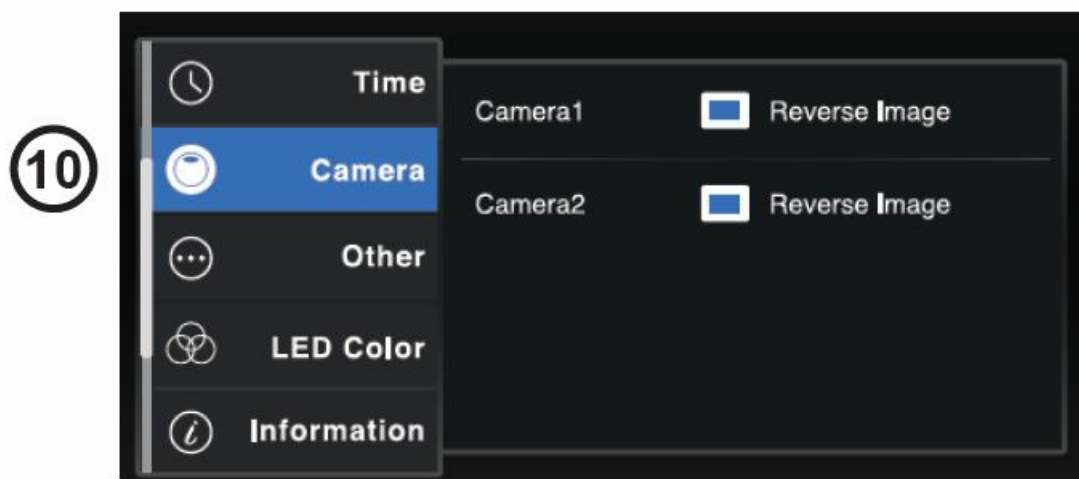 10
Time
Camera
Other
LED Color
Information
Camera1 Reverse Image
Camera2 Reverse Image